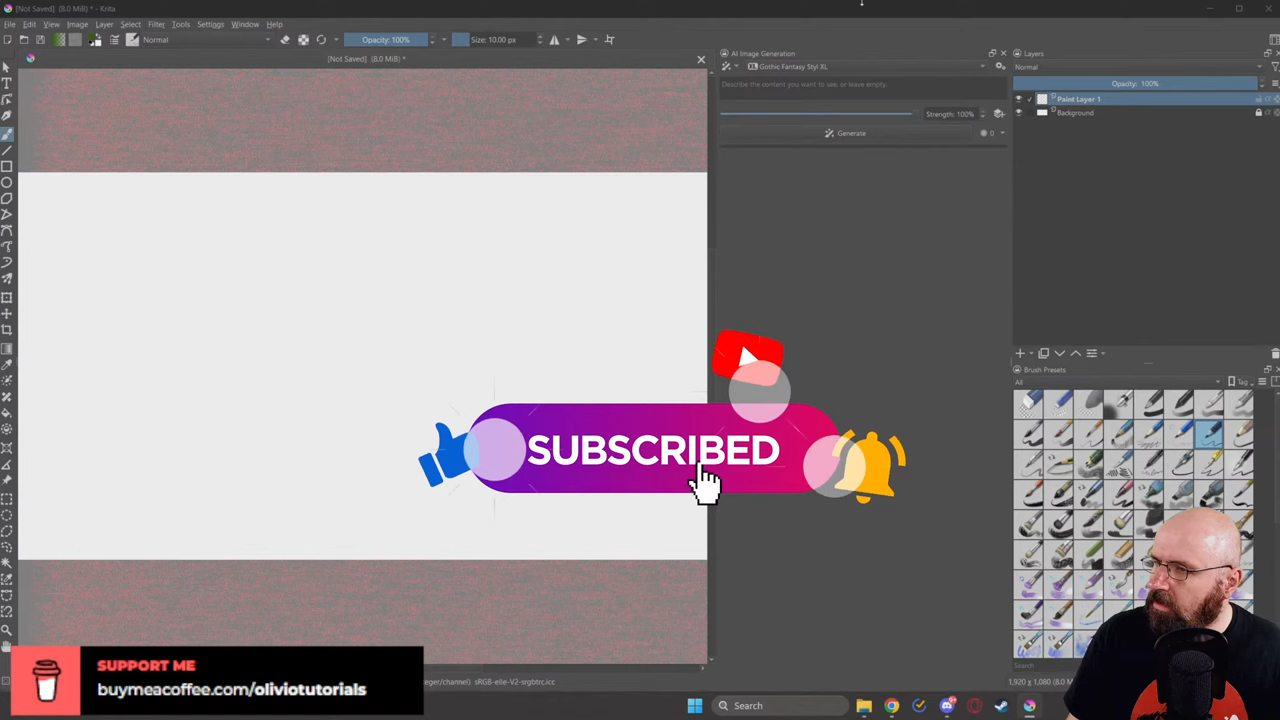 [Not Saved] (8.0 MiB) * - Krita
File Edit View Image Layer Select Filter Tools Settings Window Help
Normal
Opacity: 100%
Size: 10.00 px
[Not Saved] (8.0 MiB) *
AI Image Generation
Gothic Fantasy Styl XL
Describe the content you want to see, or leave empty.
Strength: 100%
Generate
0
Layers
Normal
Opacity: 100%
Paint Layer 1
Background
Brush Presets
All
Tag
SUBSCRIBED
Search
SUPPORT ME
buymeacoffee.com/oliviotutorials
eger/channel) sRGB-elle-V2-srgbtrc.icc
1,920 x 1,080 (8.0 M
Search